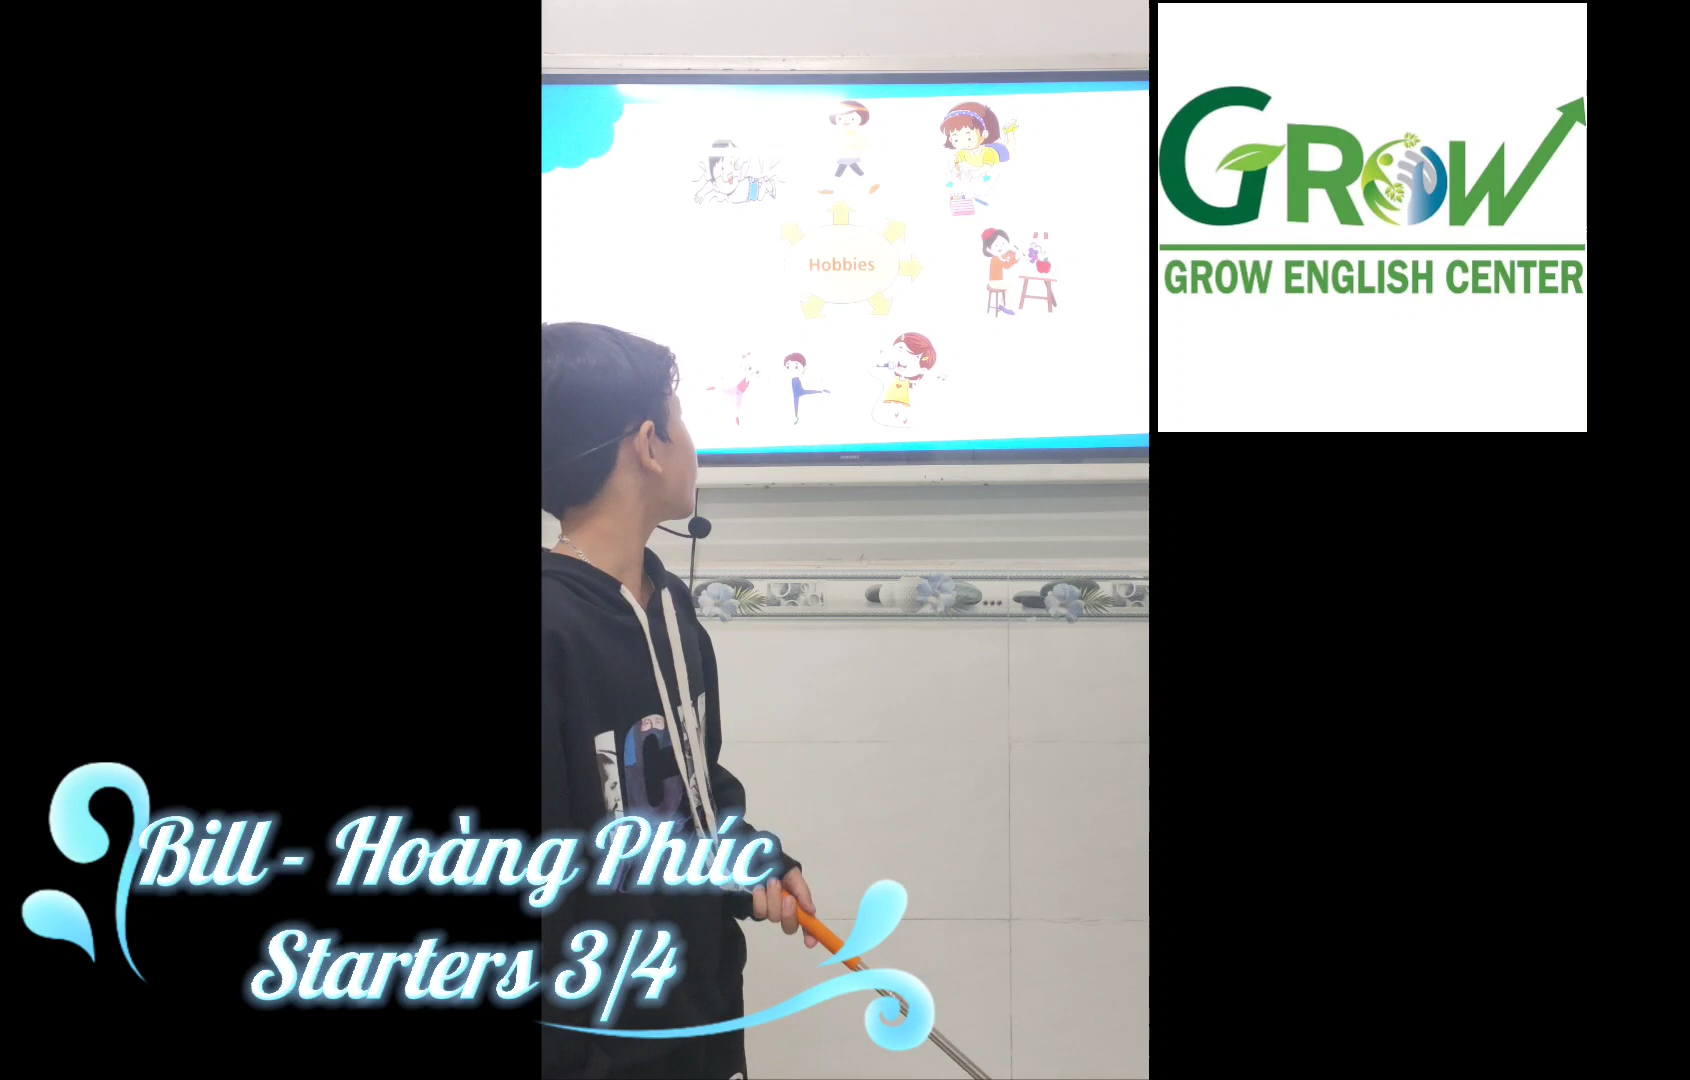 Hobbies
GROW
GROW ENGLISH CENTER
Bill - Hoàng Phúc
Starters 3/4